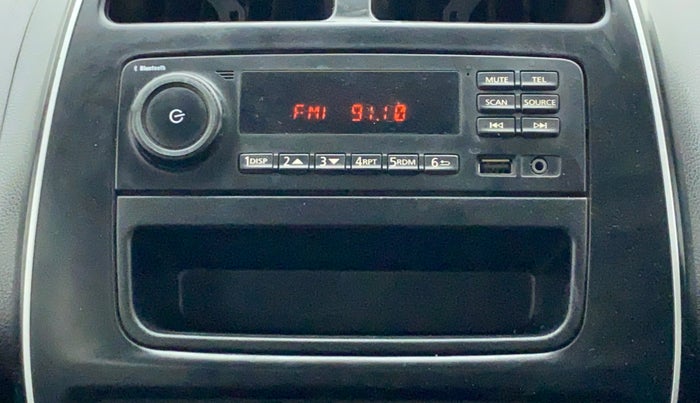 Bluetooth
FM1 91.10
MUTE TEL
SCAN SOURCE
1DISP 2 3 4RPT 5RDM 6